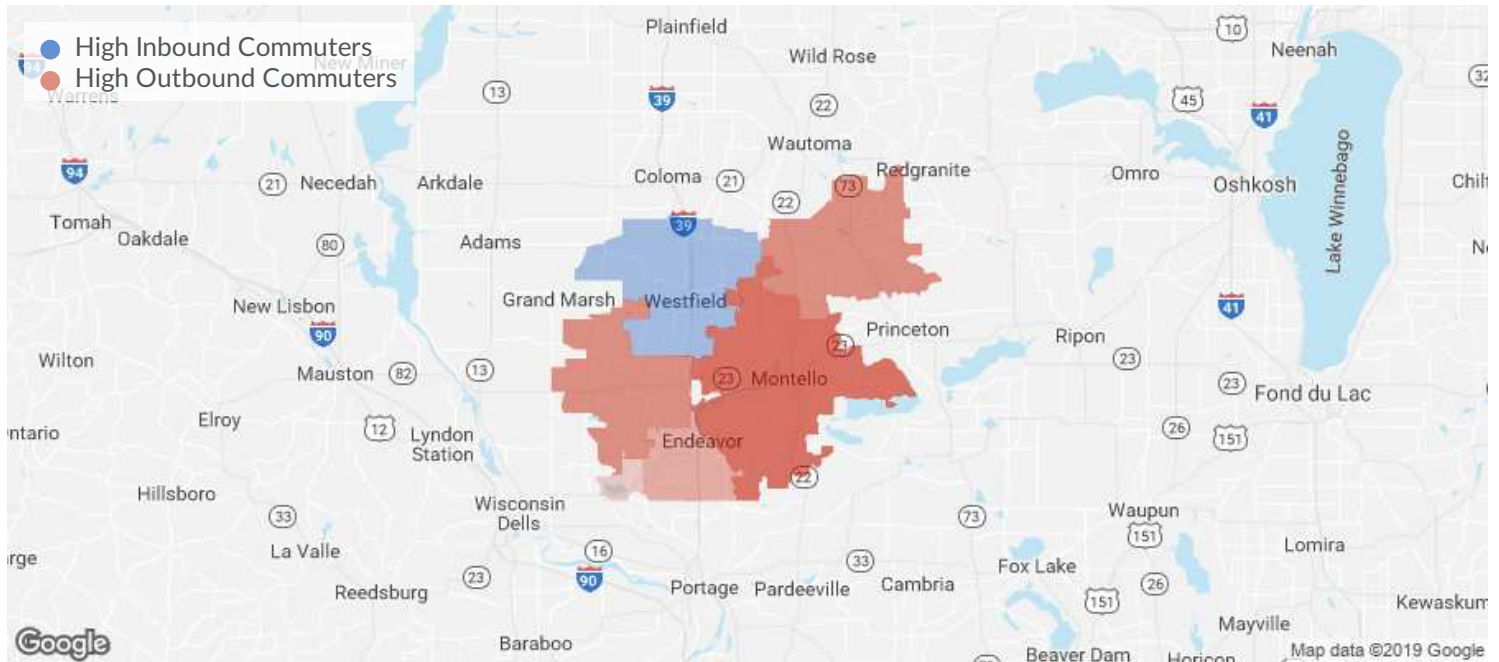 High Inbound Commuters
High Outbound Commuters
Plainfield
Wild Rose
10
Neenah
94
New Miner
Warrens
13
39
22
45
41
32
Wautoma
94
21
Necedah
Arkdale
Coloma
21
73
Redgranite
Omro
Oshkosh
Lake Winnebago
Tomah
Oakdale
80
Adams
39
22
New Lisbon
90
Grand Marsh
Westfield
Princeton
41
Wilton
Mauston
82
13
23
Montello
23
Ripon
23
23
Fond du Lac
Elroy
12
Lyndon
Station
Endeavor
26
151
22
Hillsboro
33
Wisconsin
Dells
73
Waupun
151
La Valle
16
33
Lomira
Reedsburg
23
90
Portage
Pardeeville
Cambria
Fox Lake
26
151
Kewaskum
Baraboo
Mayville
Google
Beaver Dam
Horicon
Map data ©2019 Google